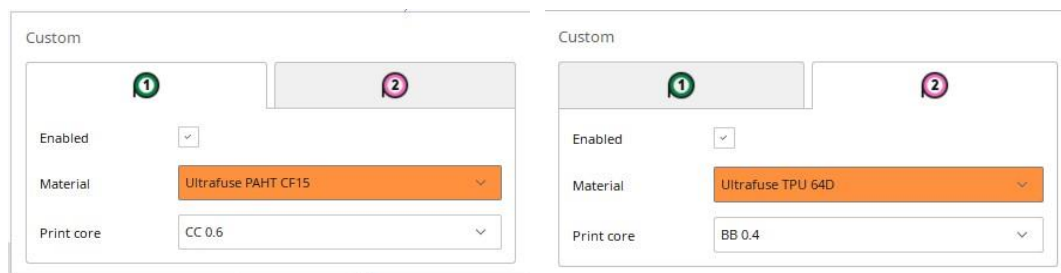 Custom
1 2
Enabled
Material Ultrafuse PAHT CF15
Print core CC 0.6
Custom
1 2
Enabled
Material Ultrafuse TPU 64D
Print core BB 0.4